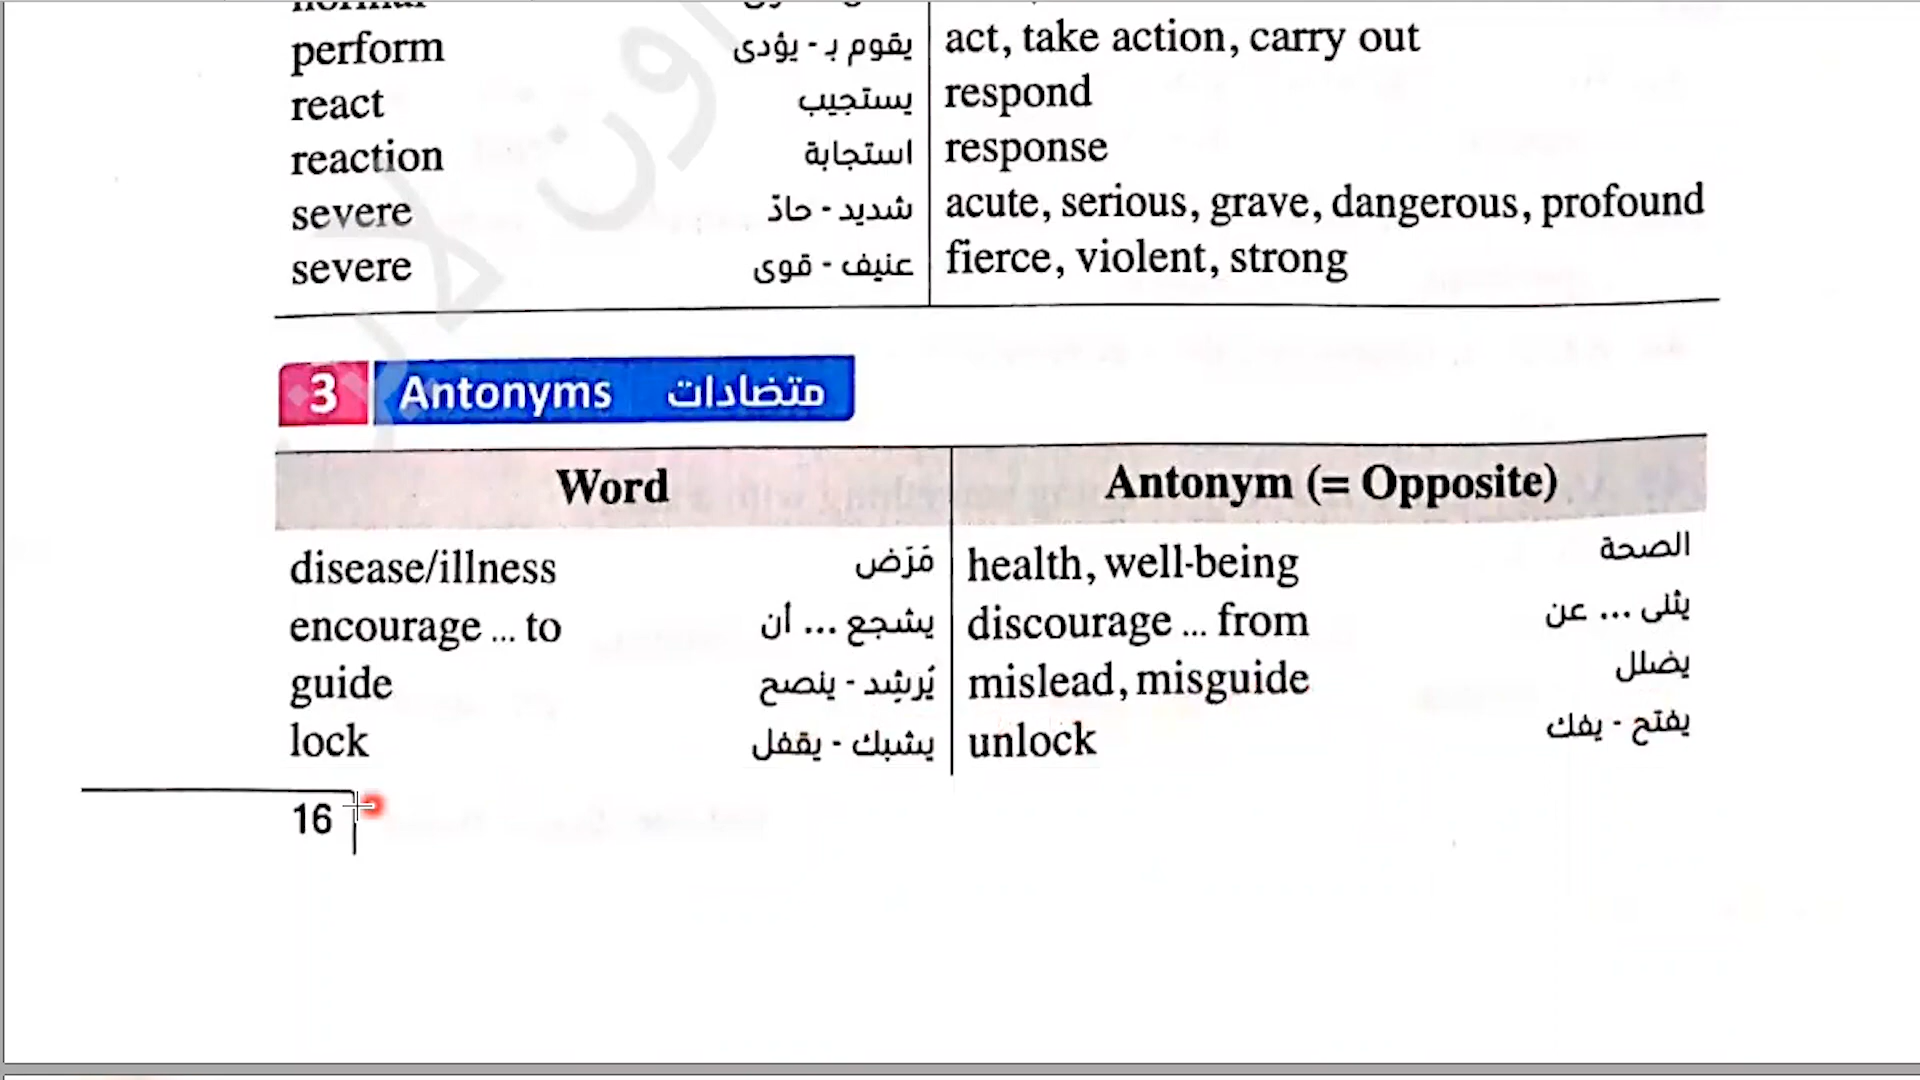 normal
perform يقوم بـ - يؤدى act, take action, carry out
react يستجيب respond
reaction استجابة response
severe شديد - حادّ acute, serious, grave, dangerous, profound
severe عنيف - قوى fierce, violent, strong
3 Antonyms متضادات
Word Antonym (= Opposite)
disease/illness مَرَض health, well-being الصحة
encourage ... to يشجع ... أن discourage ... from يثنى ... عن
guide يُرشِد - ينصح mislead, misguide يضلل
lock يشبك - يقفل unlock يفتح - يفك
16